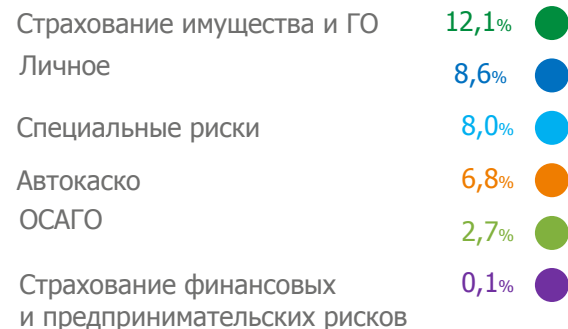 Страхование имущества и ГО 12,1%
Личное 8,6%
Специальные риски 8,0%
Автокаско 6,8%
ОСАГО 2,7%
Страхование финансовых 0,1%
и предпринимательских рисков